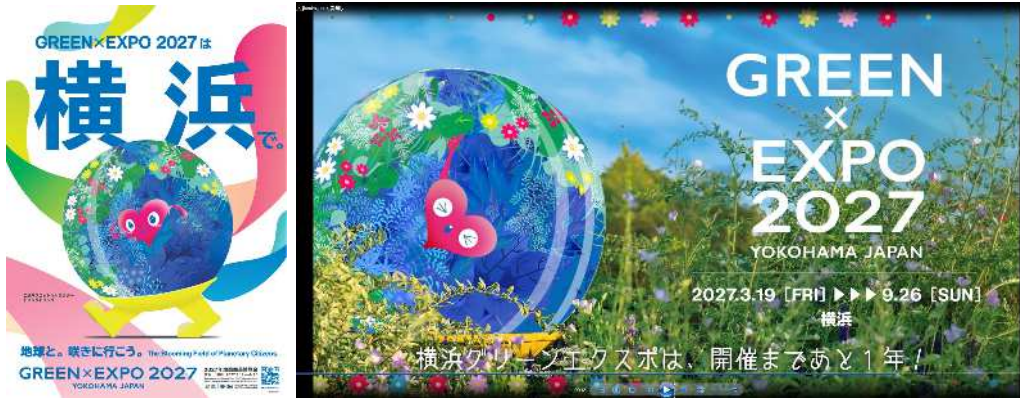 GREEN×EXPO 2027は
横浜で。
地球と。咲きに行こう。 The Blooming Field of Planetary Citizens
GREEN×EXPO 2027
YOKOHAMA JAPAN
GREEN
×
EXPO
2027
YOKOHAMA JAPAN
2027.3.19 [FRI] ▶▶▶ 9.26 [SUN]
横浜
横浜グリーンエクスポは、開催まであと1年!